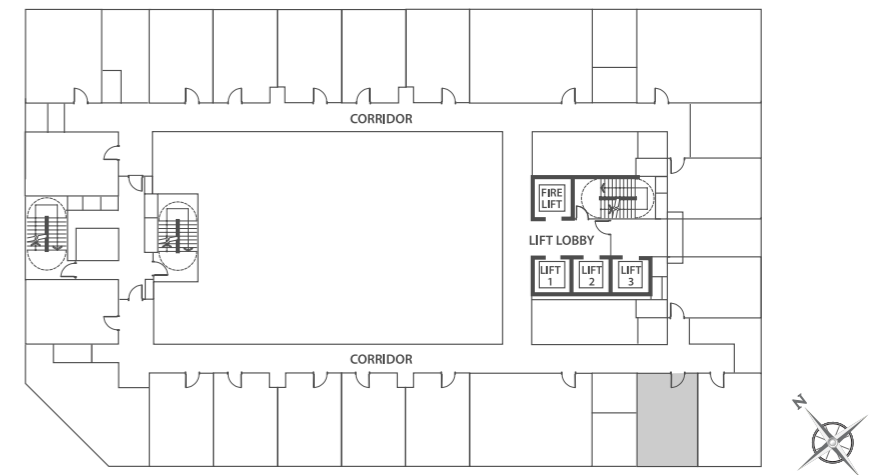 CORRIDOR
FIRE
LIFT
LIFT LOBBY
LIFT
1
LIFT
2
LIFT
3
CORRIDOR
N